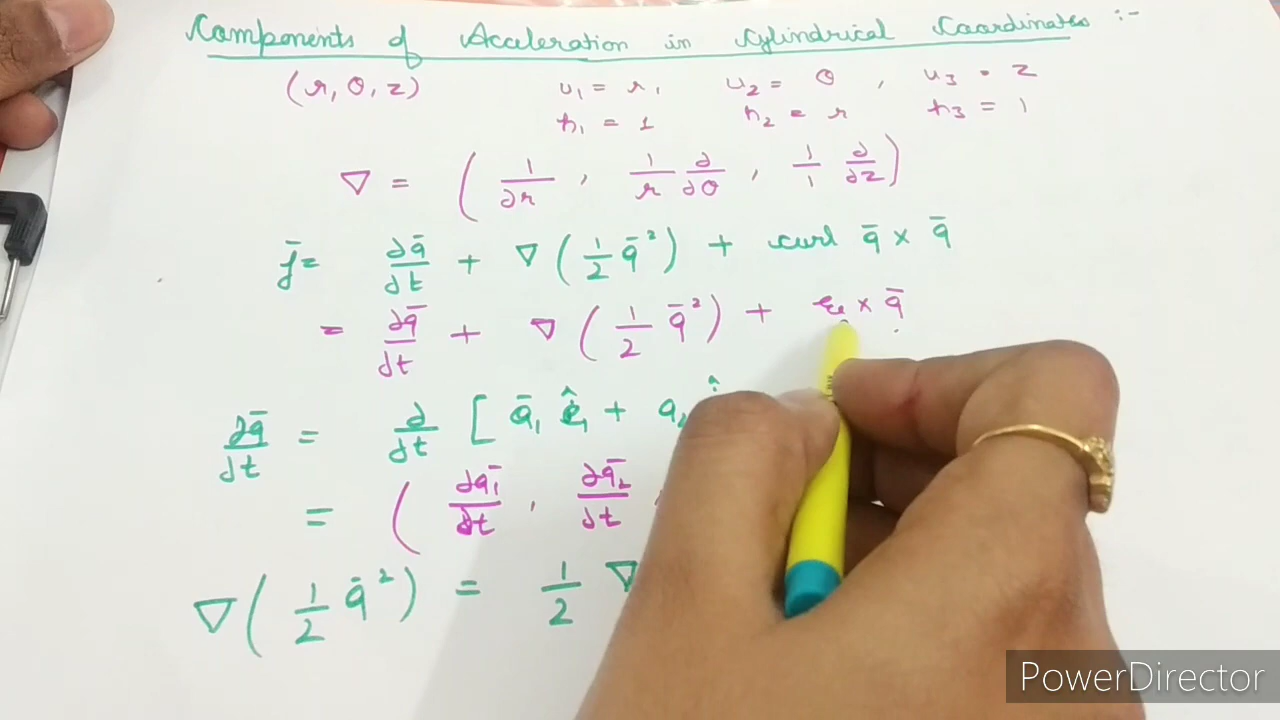 Components of Acceleration in Cylindrical Coordinates :-
(r, θ, z) u₁ = r, u₂ = θ , u₃ = z
h₁ = 1 h₂ = r h₃ = 1
∇ = ( 1/∂r , 1/r ∂/∂θ , 1/1 ∂/∂z )
f̄ = ∂q̄/∂t + ∇ ( 1/2 q̄² ) + curl q̄ × q̄
= ∂q̄/∂t + ∇ ( 1/2 q̄² ) + × q̄
∂q̄/∂t = ∂/∂t [ q̄₁ ê₁ + q₂
= ( ∂q̄₁/∂t , ∂q̄₂/∂t ,
∇ ( 1/2 q̄² ) = 1/2 ∇
PowerDirector